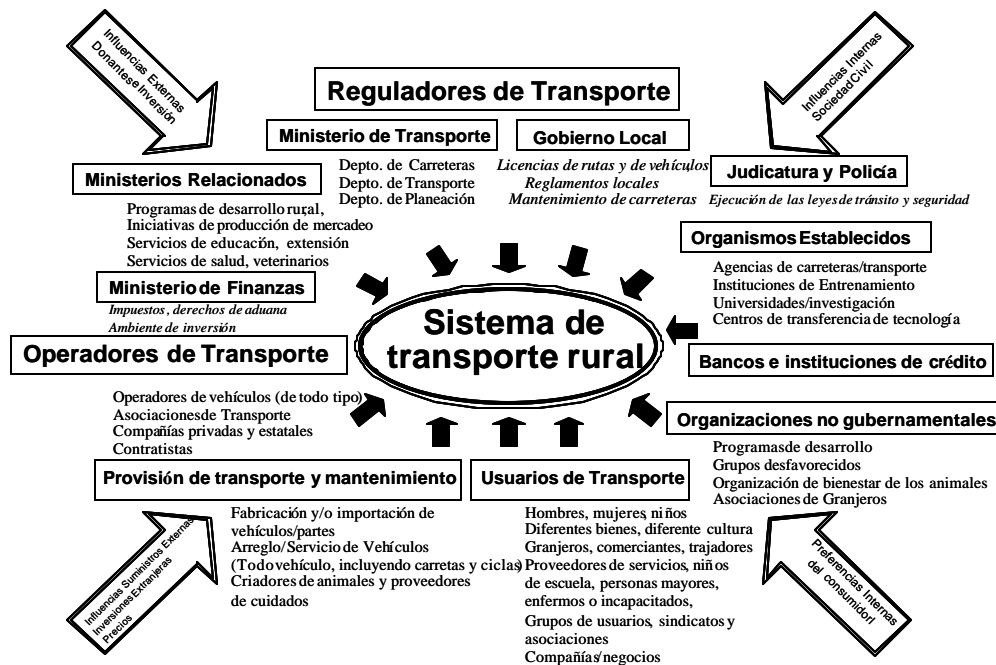 Influencias Externas
Donantes e Inversión
Influencias Internas
Sociedad Civil
Reguladores de Transporte
Ministerio de Transporte
Depto. de Carreteras
Depto. de Transporte
Depto. de Planeación
Gobierno Local
Licencias de rutas y de vehículos
Reglamentos locales
Mantenimiento de carreteras
Ministerios Relacionados
Programas de desarrollo rural,
Iniciativas de producción de mercadeo
Servicios de educación, extensión
Servicios de salud, veterinarios
Judicatura y Policía
Ejecución de las leyes de tránsito y seguridad
Ministerio de Finanzas
Impuestos, derechos de aduana
Ambiente de inversión
Organismos Establecidos
Agencias de carreteras/transporte
Instituciones de Entrenamiento
Universidades/investigación
Centros de transferencia de tecnología
Sistema de
transporte rural
Operadores de Transporte
Operadores de vehículos (de todo tipo)
Asociaciones de Transporte
Compañías privadas y estatales
Contratistas
Bancos e instituciones de crédito
Organizaciones no gubernamentales
Programas de desarrollo
Grupos desfavorecidos
Organización de bienestar de los animales
Asociaciones de Granjeros
Provisión de transporte y mantenimiento
Fabricación y/o importación de
vehículos/partes
Arreglo/Servicio de Vehículos
(Todo vehículo, incluyendo carretas y ciclas)
Criadores de animales y proveedores
de cuidados
Usuarios de Transporte
Hombres, mujeres, niños
Diferentes bienes, diferente cultura
Granjeros, comerciantes, trajadores
Proveedores de servicios, niños
de escuela, personas mayores,
enfermos o incapacitados,
Grupos de usuarios, sindicatos y
asociaciones
Compañías/negocios
Influencias Suministros Externas
Inversiones Extranjeras
Precios
Preferencias Internas
del consumidorl